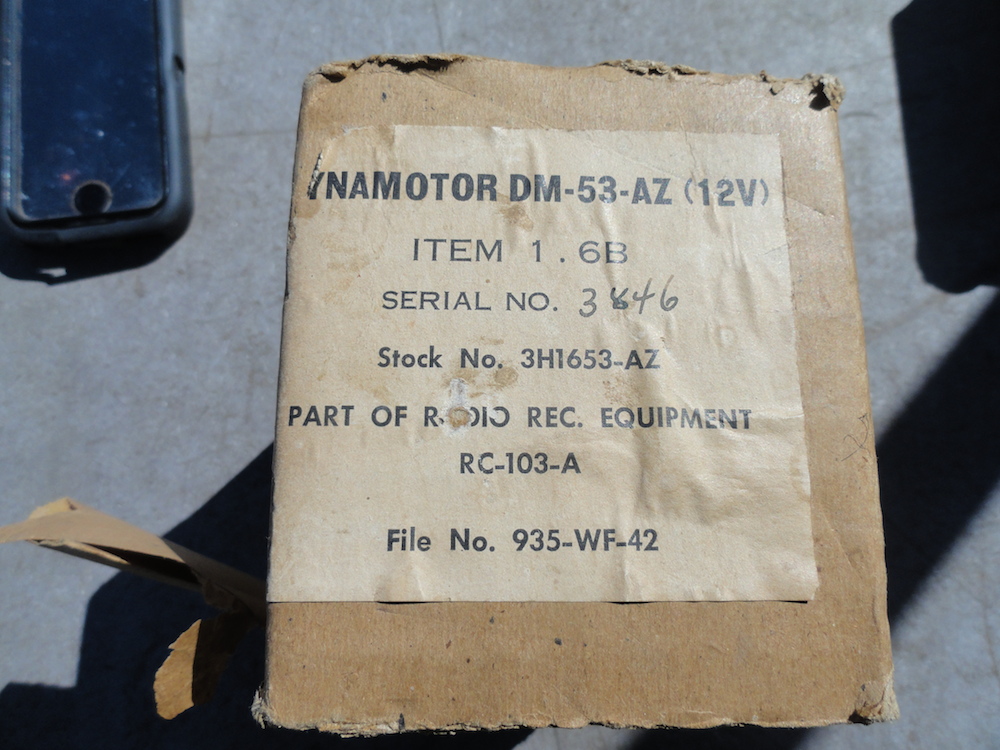 YNAMOTOR DM-53-AZ (12V)
ITEM 1.6B
SERIAL NO. 3846
Stock No. 3H1653-AZ
PART OF RADIO REC. EQUIPMENT
RC-103-A
File No. 935-WF-42